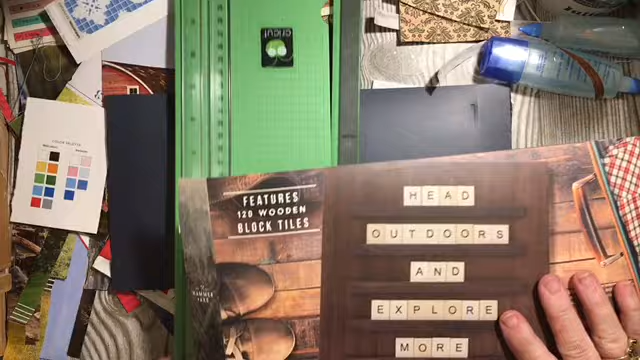 cricut
COLOR PALETTE
FEATURES
120 WOODEN
BLOCK TILES
HEAD
OUTDOORS
AND
EXPLORE
MORE